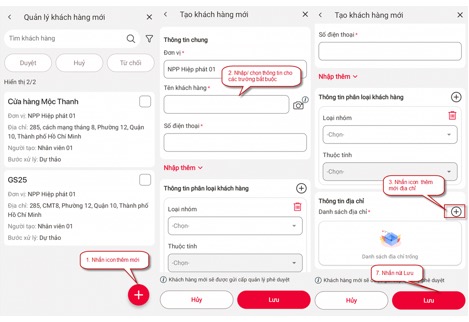 Quản lý khách hàng mới
Tìm khách hàng
Duyệt
Huỷ
Từ chối
Hiển thị 2/2
Cửa hàng Mộc Thanh
Đơn vị: NPP Hiệp phát 01
Địa chỉ: 285, cách mạng tháng 8, Phường 12, Quận
10, Thành phố Hồ Chí Minh
Người tạo: Nhân viên 01
Bước xử lý: Dự thảo
GS25
Đơn vị: NPP Hiệp phát 01
Địa chỉ: 285, CMT8, Phường 12, Quận 10, Thành phố
Hồ Chí Minh
Người tạo: Nhân viên 01
Bước xử lý: Dự thảo
1. Nhấn icon thêm mới
Tạo khách hàng mới
Thông tin chung
Đơn vị *
NPP Hiệp phát 01
2. Nhập/ chọn thông tin cho
các trường bắt buộc
Tên khách hàng *
Số điện thoại *
Nhập thêm
Thông tin phân loại khách hàng
Loại nhóm
-Chọn-
Thuộc tính
-Chọn-
Khách hàng mới sẽ được gửi cấp quản lý phê duyệt
Hủy
Lưu
Tạo khách hàng mới
Số điện thoại *
Nhập thêm
Thông tin phân loại khách hàng
Loại nhóm
-Chọn-
Thuộc tính
-Chọn-
3. Nhấn icon thêm
mới địa chỉ
Thông tin địa chỉ
Danh sách địa chỉ *
Danh sách địa chỉ trống
7. Nhấn nút Lưu
Khách hàng mới sẽ được gửi cấp quản lý phê duyệt
Hủy
Lưu